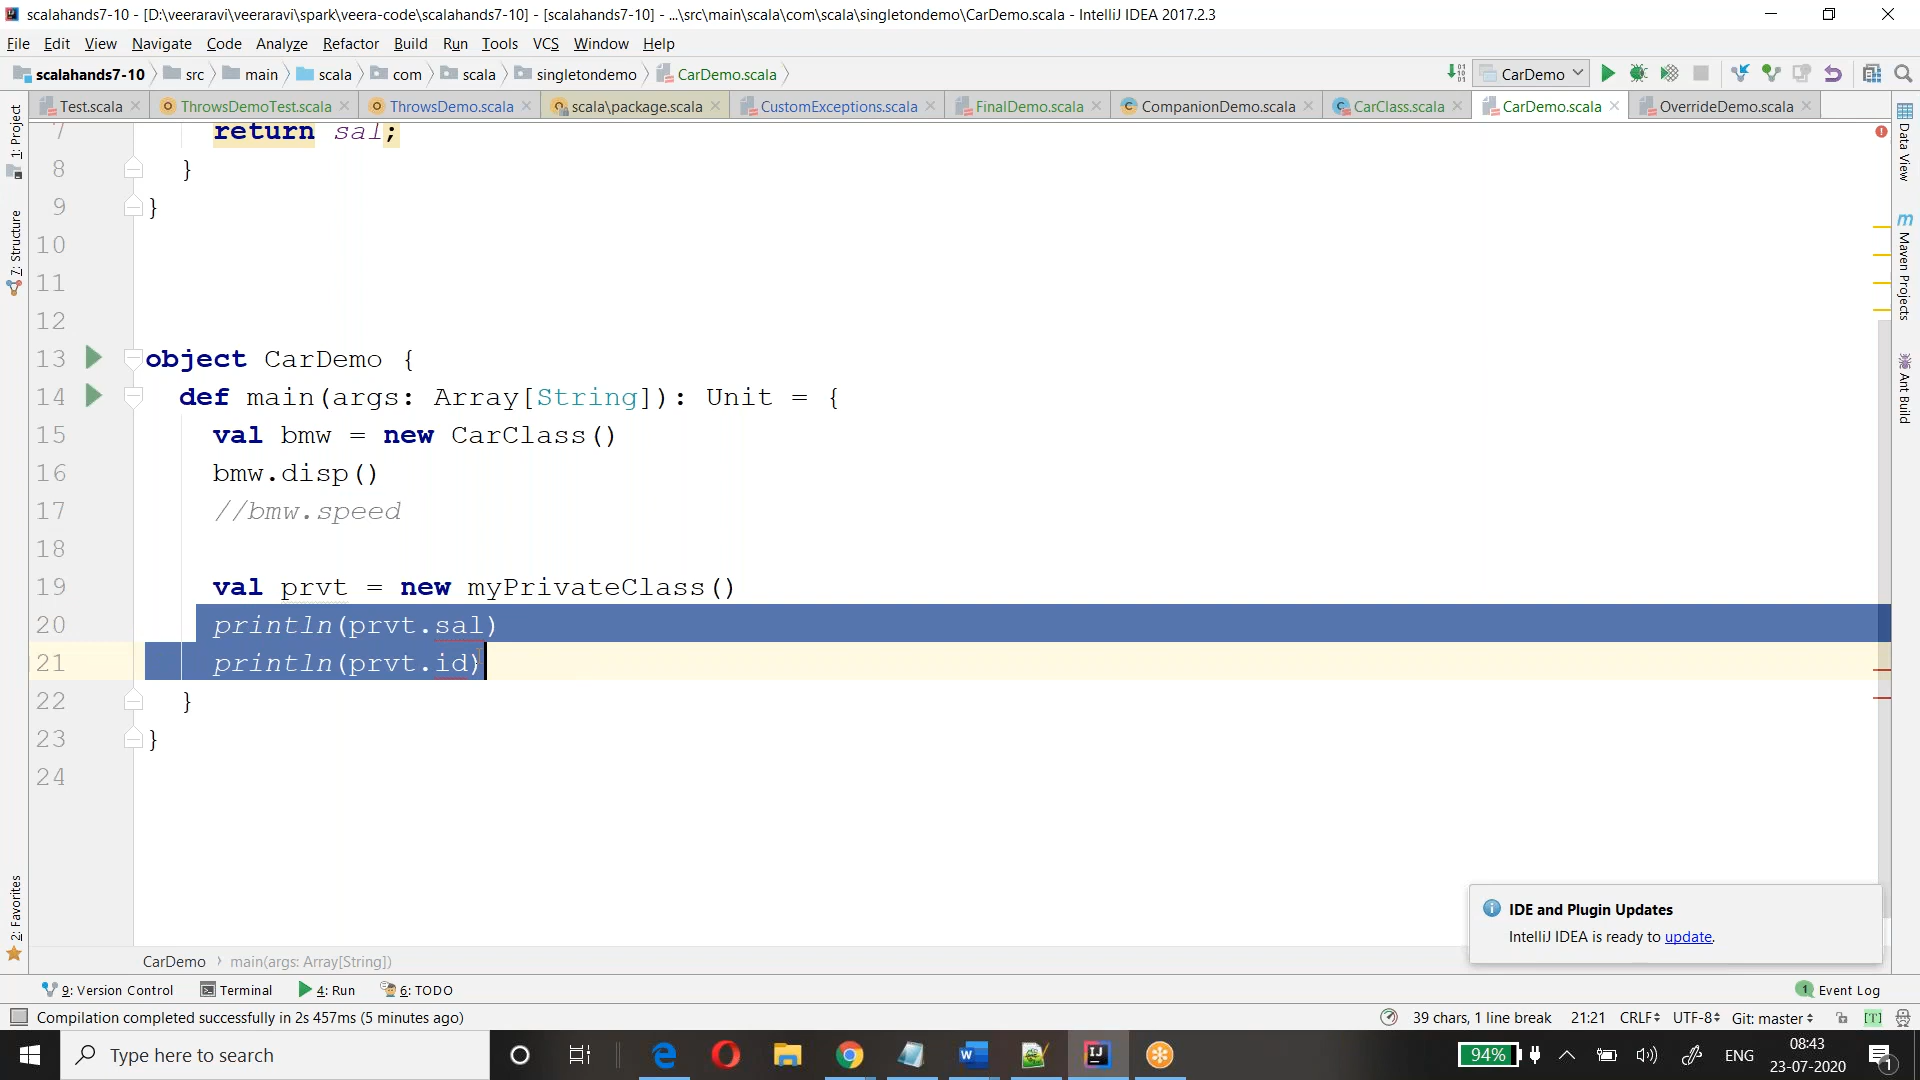 scalahands7-10 - [D:\veeraravi\veeraravi\spark\veera-code\scalahands7-10] - [scalahands7-10] - ...\src\main\scala\com\scala\singletondemo\CarDemo.scala - IntelliJ IDEA 2017.2.3
File Edit View Navigate Code Analyze Refactor Build Run Tools VCS Window Help
scalahands7-10 src main scala com scala singletondemo CarDemo.scala CarDemo
Test.scala ThrowsDemoTest.scala ThrowsDemo.scala scala\package.scala CustomExceptions.scala FinalDemo.scala CompanionDemo.scala CarClass.scala CarDemo.scala OverrideDemo.scala
1: Project
7: Structure
2: Favorites
Data View
Maven Projects
Ant Build
7 return sal;
8 }
9 }
10
11
12
13 object CarDemo {
14 def main(args: Array[String]): Unit = {
15 val bmw = new CarClass()
16 bmw.disp()
17 //bmw.speed
18
19 val prvt = new myPrivateClass()
20 println(prvt.sal)
21 println(prvt.id)
22 }
23 }
24
IDE and Plugin Updates
IntelliJ IDEA is ready to update.
CarDemo main(args: Array[String])
9: Version Control Terminal 4: Run 6: TODO 1 Event Log
Compilation completed successfully in 2s 457ms (5 minutes ago) 39 chars, 1 line break 21:21 CRLF UTF-8 Git: master [T]
Type here to search 94% ENG 08:43
23-07-2020 1